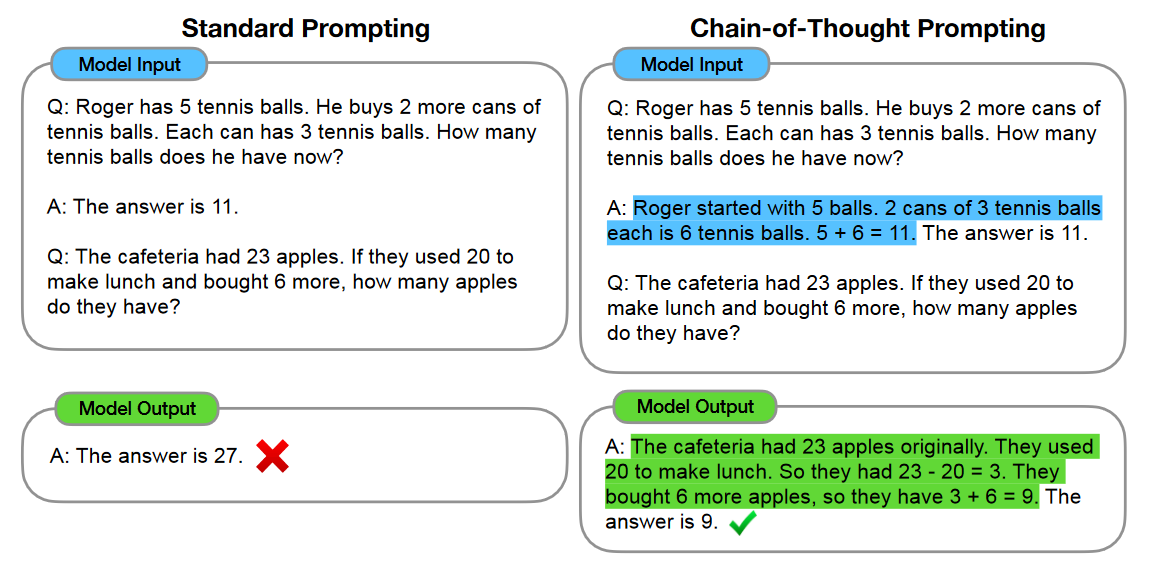 Standard Prompting
Model Input
Q: Roger has 5 tennis balls. He buys 2 more cans of
tennis balls. Each can has 3 tennis balls. How many
tennis balls does he have now?
A: The answer is 11.
Q: The cafeteria had 23 apples. If they used 20 to
make lunch and bought 6 more, how many apples
do they have?
Model Output
A: The answer is 27.
Chain-of-Thought Prompting
Model Input
Q: Roger has 5 tennis balls. He buys 2 more cans of
tennis balls. Each can has 3 tennis balls. How many
tennis balls does he have now?
A: Roger started with 5 balls. 2 cans of 3 tennis balls
each is 6 tennis balls. 5 + 6 = 11. The answer is 11.
Q: The cafeteria had 23 apples. If they used 20 to
make lunch and bought 6 more, how many apples
do they have?
Model Output
A: The cafeteria had 23 apples originally. They used
20 to make lunch. So they had 23 - 20 = 3. They
bought 6 more apples, so they have 3 + 6 = 9. The
answer is 9.